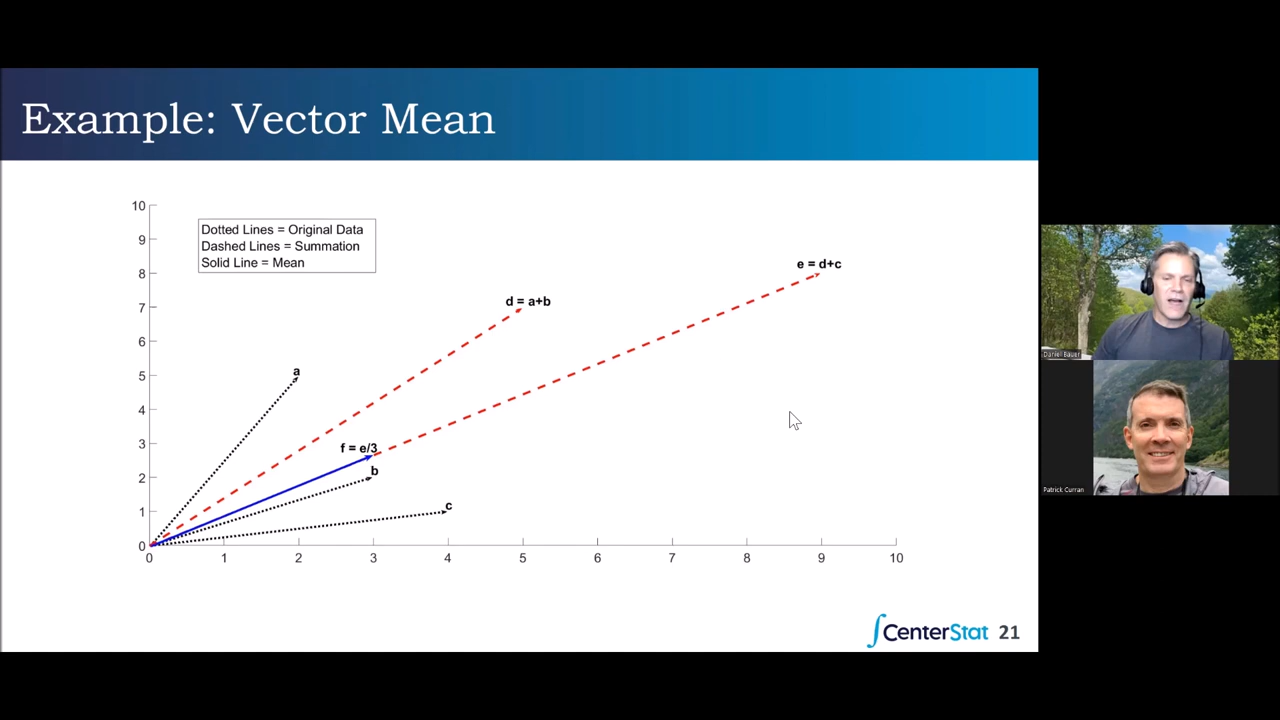 Example: Vector Mean
10
9
8
7
6
5
4
3
2
1
0
Dotted Lines = Original Data
Dashed Lines = Summation
Solid Line = Mean
e = d+c
d = a+b
a
f = e/3
b
c
0 1 2 3 4 5 6 7 8 9 10
CenterStat 21
Daniel Bauer
Patrick Curran